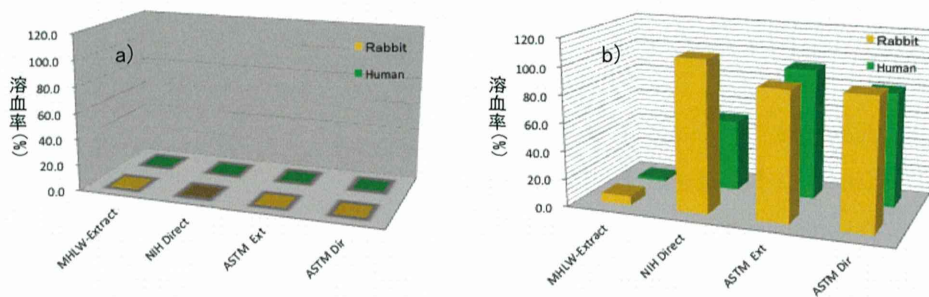 a)
Rabbit
Human
溶血率(%)
120.0
100.0
80.0
60.0
40.0
20.0
0.0
MHLW-Extract
NIH Direct
ASTM Ext
ASTM Dir
b)
Rabbit
Human
溶血率(%)
120.0
100.0
80.0
60.0
40.0
20.0
0.0
MHLW-Extract
NIH Direct
ASTM Ext
ASTM Dir